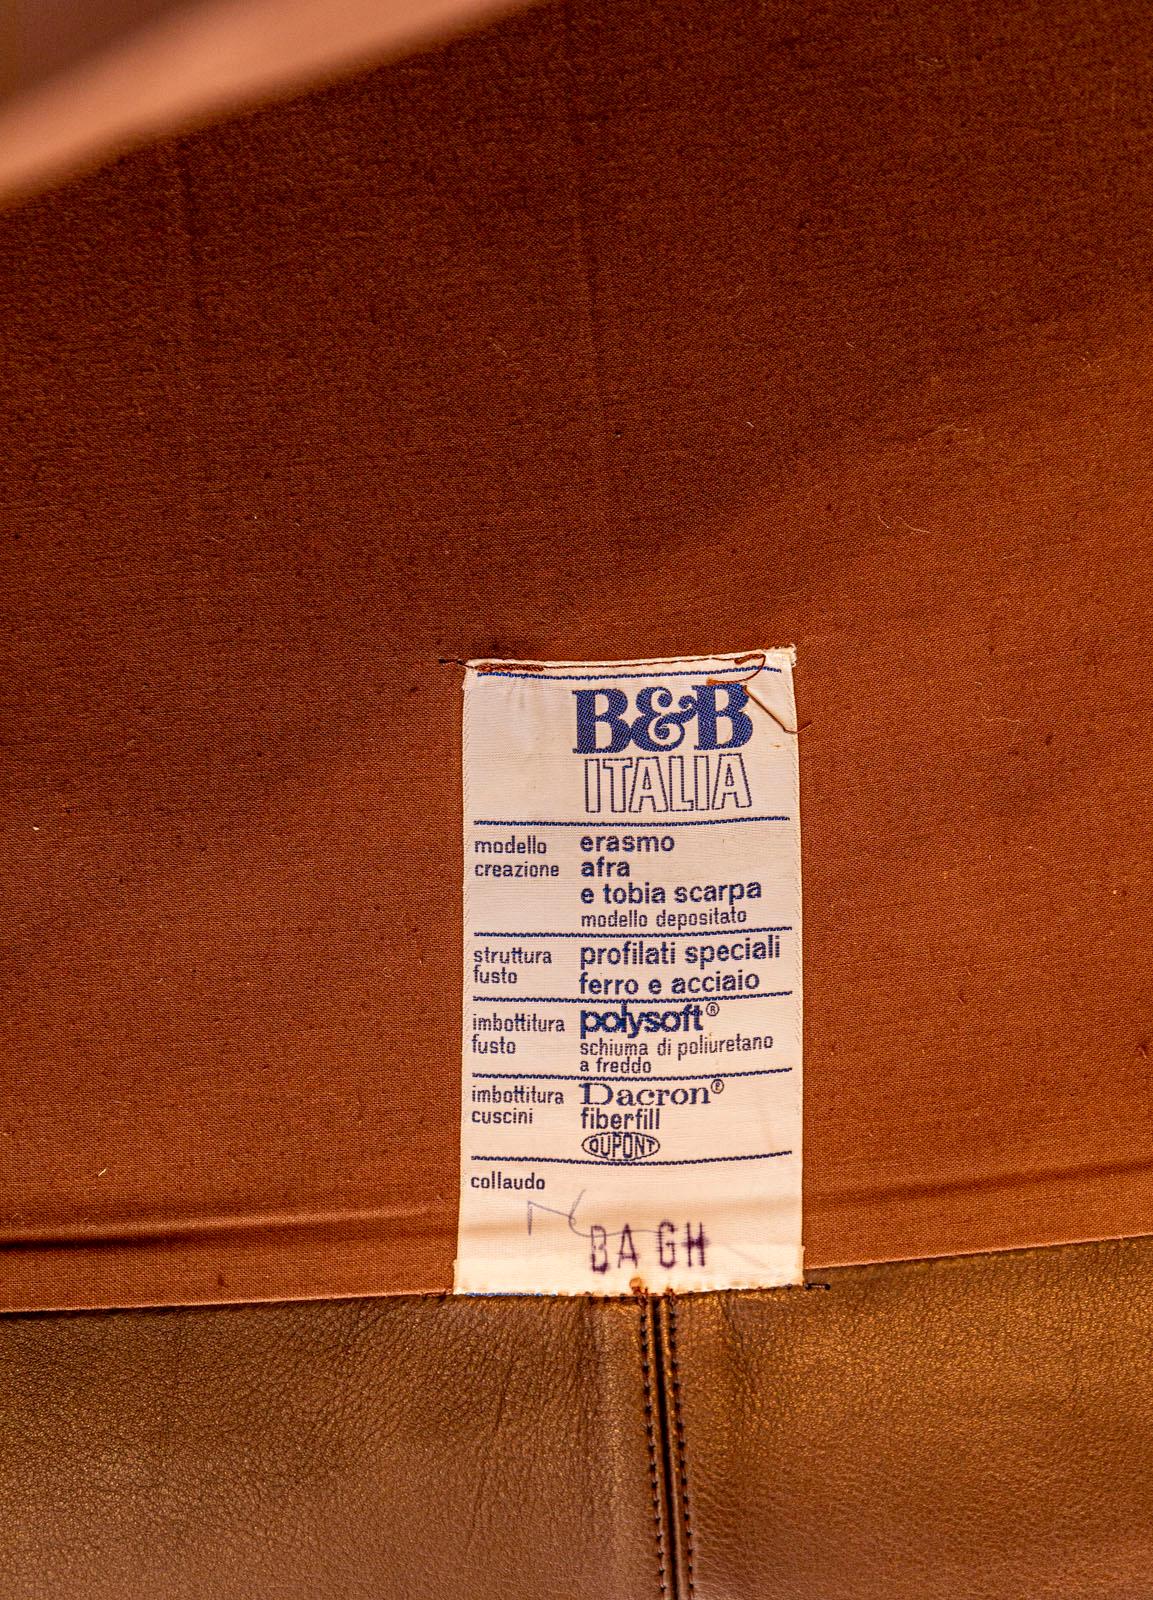 B&B
ITALIA
modello erasmo
creazione afra
e tobia scarpa
modello depositato
struttura profilati speciali
fusto ferro e acciaio
imbottitura polysoft®
fusto schiuma di poliuretano
a freddo
imbottitura Dacron®
cuscini fiberfill
DUPONT
collaudo
BA GH